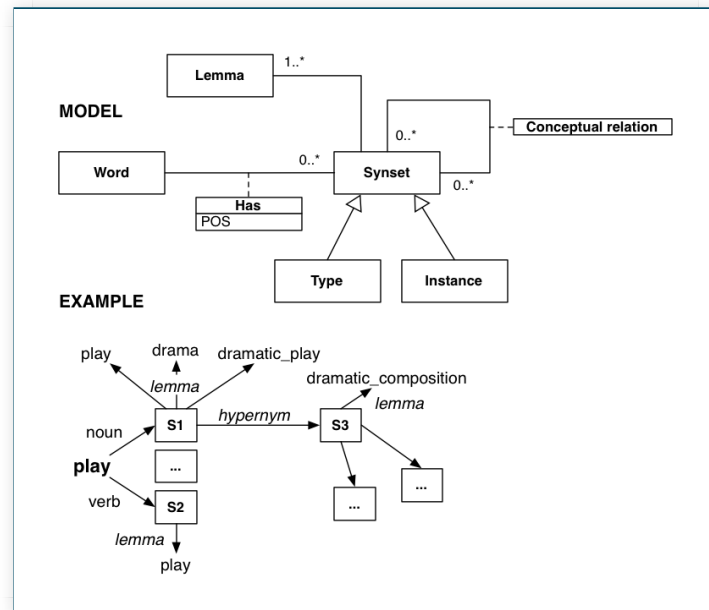 Lemma
1..*
MODEL
0..*
Conceptual relation
Word
0..*
Synset
0..*
Has
POS
Type
Instance
EXAMPLE
play
drama
dramatic_play
lemma
dramatic_composition
lemma
noun
S1
hypernym
S3
play
...
...
verb
S2
...
lemma
play